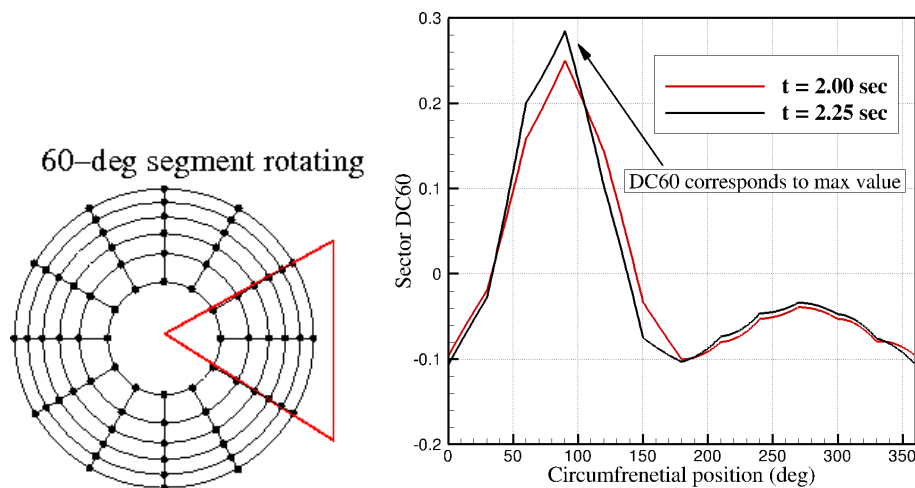 60-deg segment rotating
0.3
0.2
0.1
0
-0.1
-0.2
Sector DC60
t = 2.00 sec
t = 2.25 sec
DC60 corresponds to max value
0 50 100 150 200 250 300 350
Circumfrenetial position (deg)